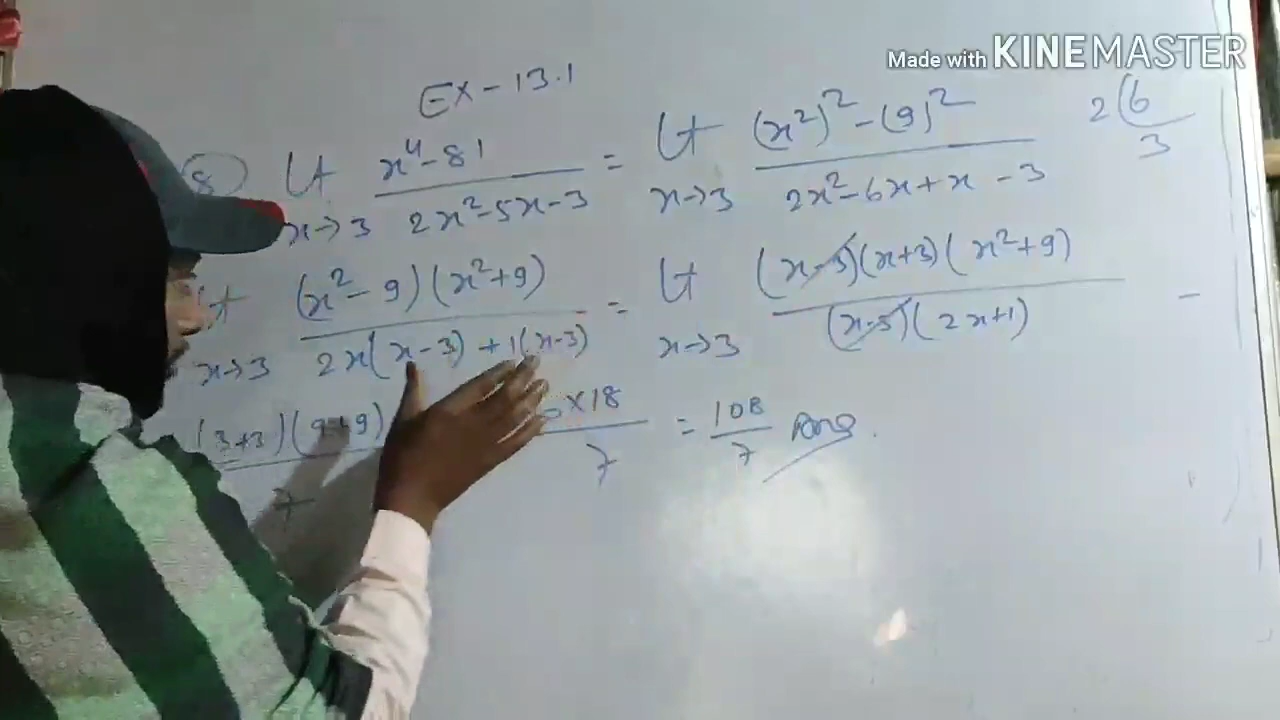 Made with KINEMASTER
Ex-13.1
8 Lt x→3 x⁴-81 / 2x²-5x-3 = Lt x→3 (x²)²-(9)² / 2x²-6x+x-3
2(6
3
Lt x→3 (x²-9)(x²+9) / 2x(x-3)+1(x-3) = Lt x→3 (x-3)(x+3)(x²+9) / (x-3)(2x+1)
(3+3)(9+9) / 7 ×18 / 7 = 108/7 Ans.